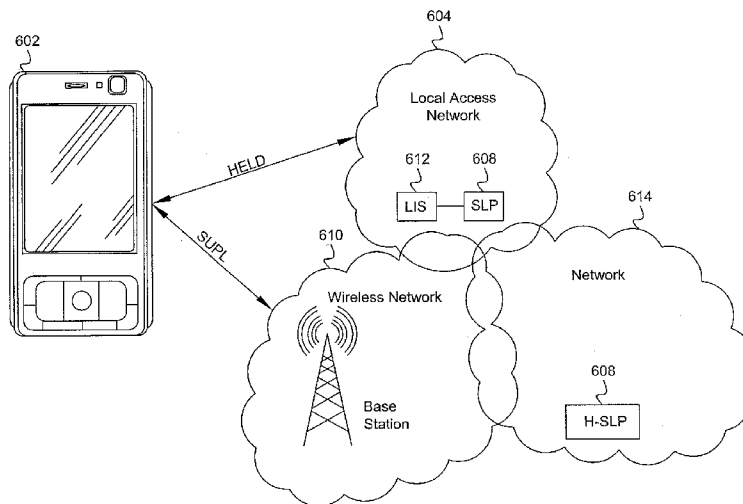 602
604
Local Access
Network
612
608
LIS
SLP
HELD
SUPL
610
614
Wireless Network
Network
Base
Station
608
H-SLP